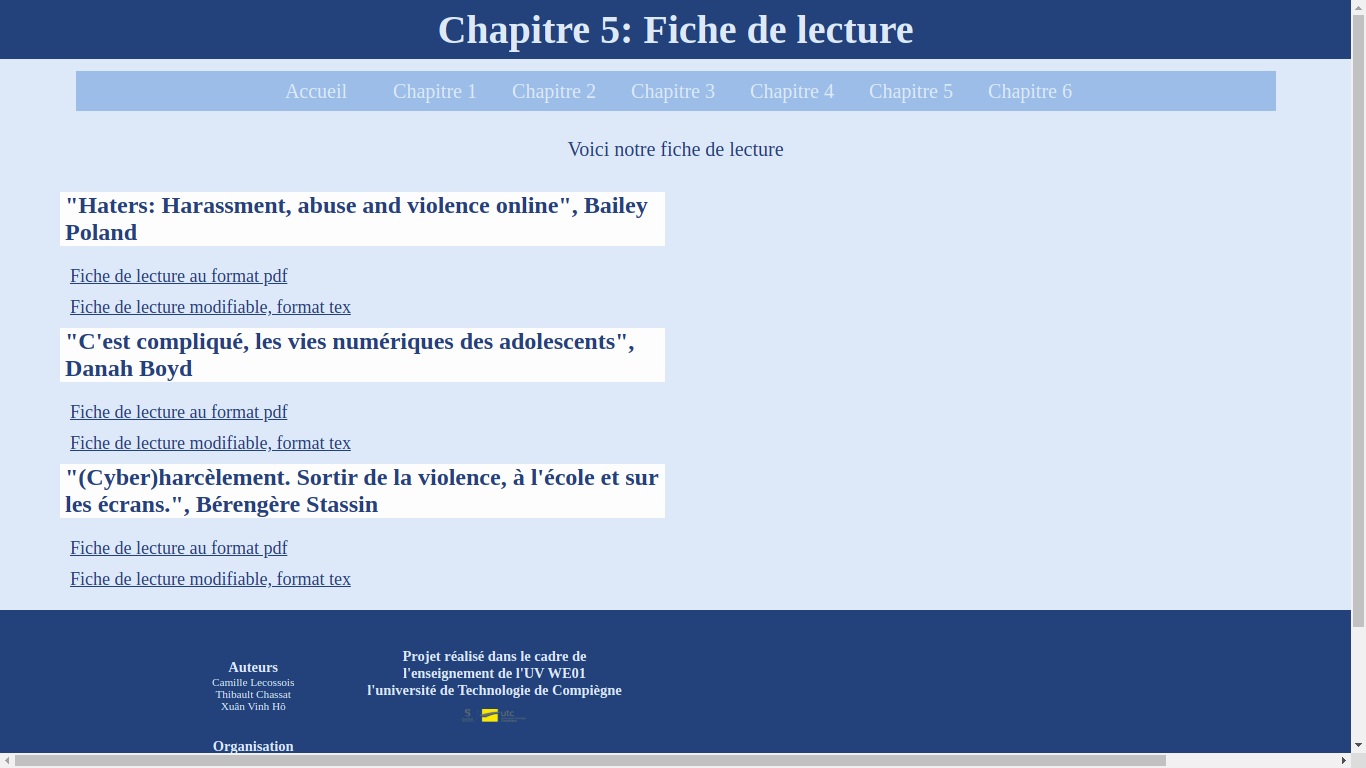 Chapitre 5: Fiche de lecture
Accueil Chapitre 1 Chapitre 2 Chapitre 3 Chapitre 4 Chapitre 5 Chapitre 6
Voici notre fiche de lecture
"Haters: Harassment, abuse and violence online", Bailey
Poland
Fiche de lecture au format pdf
Fiche de lecture modifiable, format tex
"C'est compliqué, les vies numériques des adolescents",
Danah Boyd
Fiche de lecture au format pdf
Fiche de lecture modifiable, format tex
"(Cyber)harcèlement. Sortir de la violence, à l'école et sur
les écrans.", Bérengère Stassin
Fiche de lecture au format pdf
Fiche de lecture modifiable, format tex
Auteurs
Camille Lecossois
Thibault Chassat
Xuân Vinh Hô
Organisation
Projet réalisé dans le cadre de
l'enseignement de l'UV WE01
l'université de Technologie de Compiègne
utc